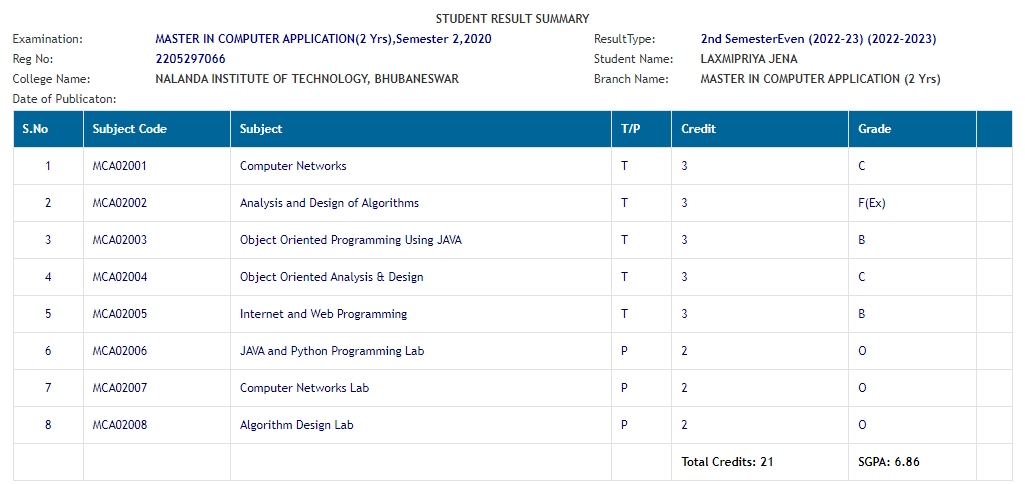 STUDENT RESULT SUMMARY
Examination: MASTER IN COMPUTER APPLICATION(2 Yrs),Semester 2,2020 ResultType: 2nd SemesterEven (2022-23) (2022-2023)
Reg No: 2205297066 Student Name: LAXMIPRIYA JENA
College Name: NALANDA INSTITUTE OF TECHNOLOGY, BHUBANESWAR Branch Name: MASTER IN COMPUTER APPLICATION (2 Yrs)
Date of Publicaton:
S.No Subject Code Subject T/P Credit Grade
1 MCA02001 Computer Networks T 3 C
2 MCA02002 Analysis and Design of Algorithms T 3 F(Ex)
3 MCA02003 Object Oriented Programming Using JAVA T 3 B
4 MCA02004 Object Oriented Analysis & Design T 3 C
5 MCA02005 Internet and Web Programming T 3 B
6 MCA02006 JAVA and Python Programming Lab P 2 O
7 MCA02007 Computer Networks Lab P 2 O
8 MCA02008 Algorithm Design Lab P 2 O
Total Credits: 21 SGPA: 6.86